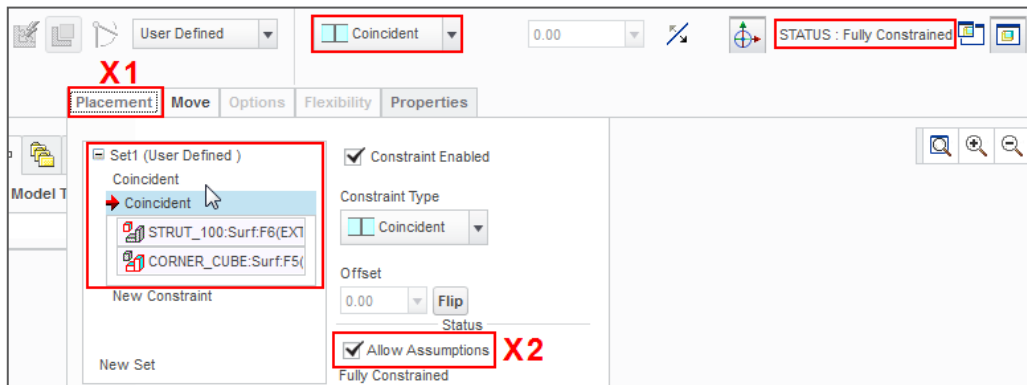 User Defined Coincident 0.00 STATUS : Fully Constrained
X1
Placement Move Options Flexibility Properties
Set1 (User Defined ) Constraint Enabled
Coincident
Model T Coincident Constraint Type
STRUT_100:Surf:F6(EXT Coincident
CORNER_CUBE:Surf:F5(
Offset
New Constraint 0.00 Flip
Status
Allow Assumptions X2
New Set Fully Constrained